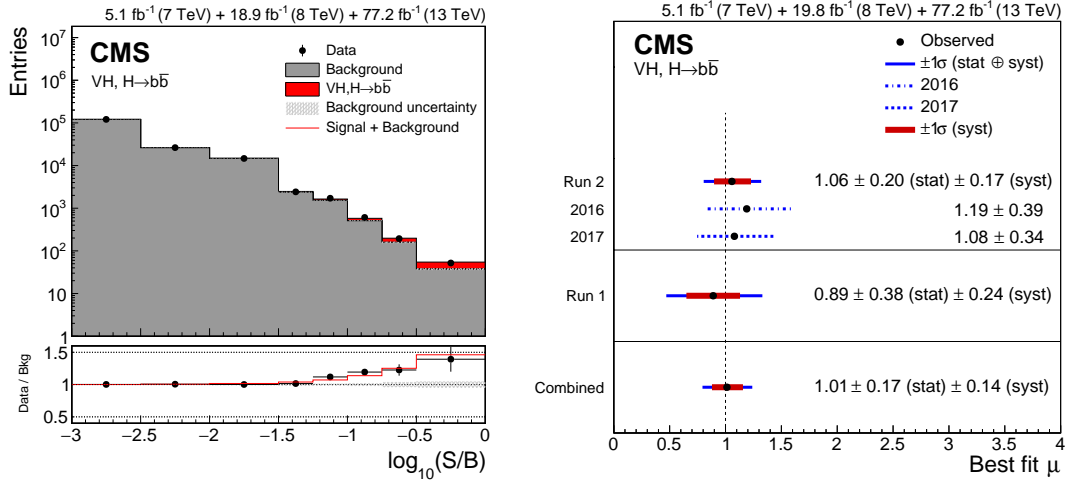 5.1 fb⁻¹ (7 TeV) + 18.9 fb⁻¹ (8 TeV) + 77.2 fb⁻¹ (13 TeV)
CMS
VH, H→bb̅
Data
Background
VH,H→bb̅
Background uncertainty
Signal + Background
Entries
10⁷
10⁶
10⁵
10⁴
10³
10²
10
1
Data / Bkg
1.5
1
0.5
−3 −2.5 −2 −1.5 −1 −0.5 0
log₁₀(S/B)
5.1 fb⁻¹ (7 TeV) + 19.8 fb⁻¹ (8 TeV) + 77.2 fb⁻¹ (13 TeV)
CMS
VH, H→bb̅
Observed
±1σ (stat ⊕ syst)
2016
2017
±1σ (syst)
Run 2 1.06 ± 0.20 (stat) ± 0.17 (syst)
2016 1.19 ± 0.39
2017 1.08 ± 0.34
Run 1 0.89 ± 0.38 (stat) ± 0.24 (syst)
Combined 1.01 ± 0.17 (stat) ± 0.14 (syst)
0 0.5 1 1.5 2 2.5 3 3.5 4
Best fit μ